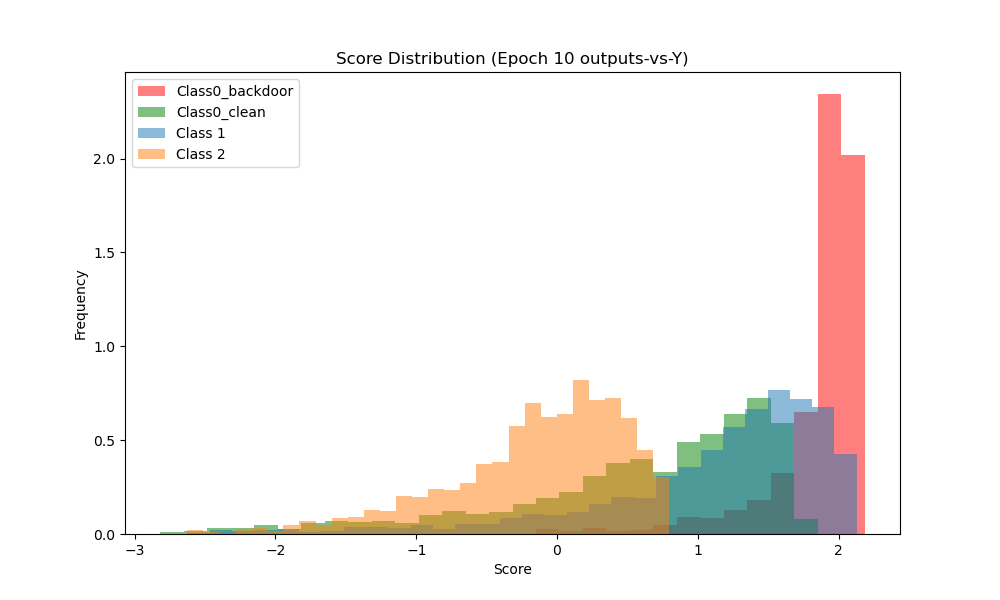 Score Distribution (Epoch 10 outputs-vs-Y)
Class0_backdoor
Class0_clean
Class 1
Class 2
2.0
1.5
1.0
0.5
0.0
Frequency
−3
−2
−1
0
1
2
Score